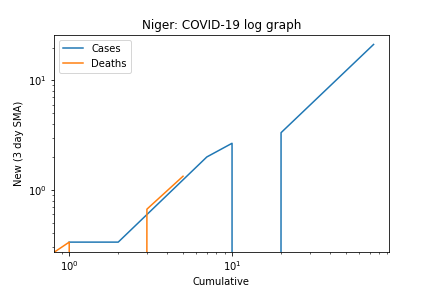 Niger: COVID-19 log graph
Cases
Deaths
10¹
10⁰
New (3 day SMA)
10⁰ 10¹
Cumulative